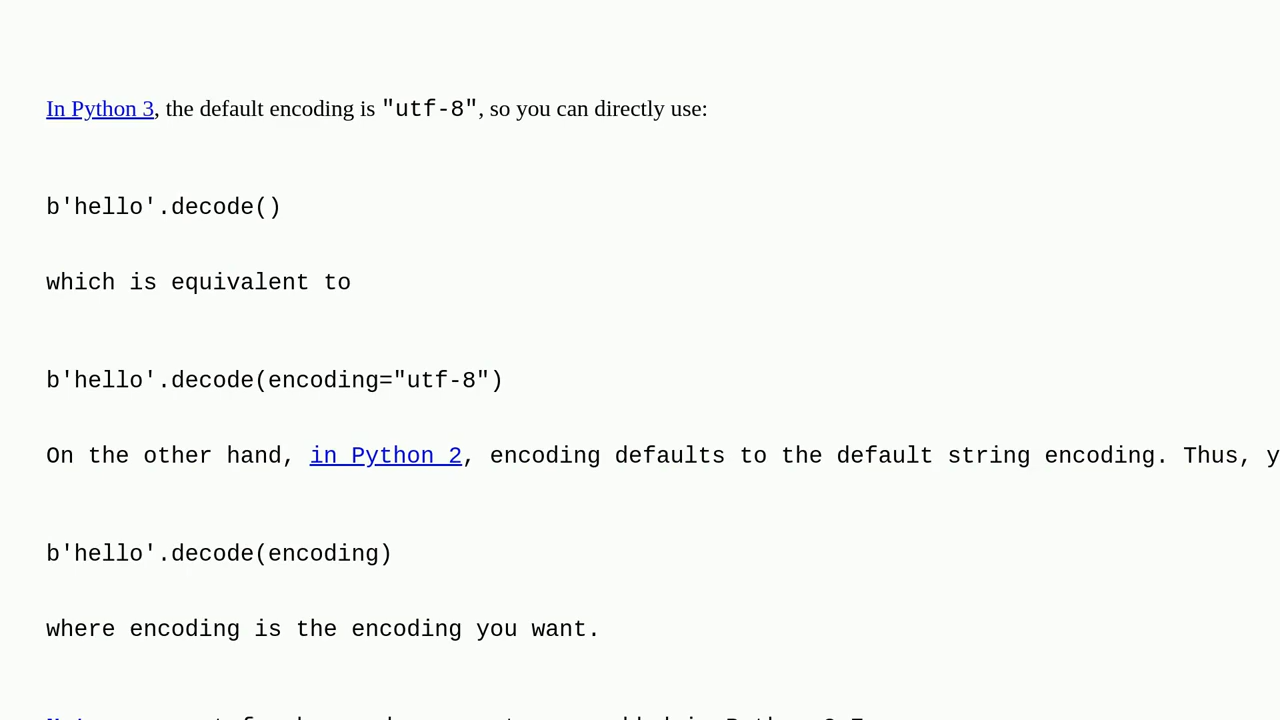 In Python 3, the default encoding is "utf-8", so you can directly use:
b'hello'.decode()
which is equivalent to
b'hello'.decode(encoding="utf-8")
On the other hand, in Python 2, encoding defaults to the default string encoding. Thus, y
b'hello'.decode(encoding)
where encoding is the encoding you want.